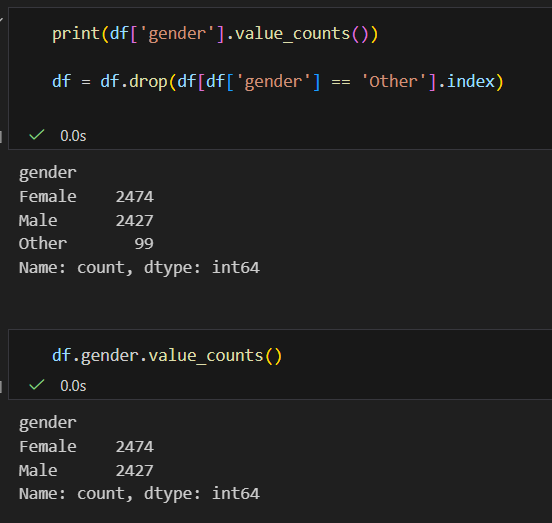 print(df['gender'].value_counts())
df = df.drop(df[df['gender'] == 'Other'].index)
0.0s
gender
Female    2474
Male      2427
Other       99
Name: count, dtype: int64
df.gender.value_counts()
0.0s
gender
Female    2474
Male      2427
Name: count, dtype: int64